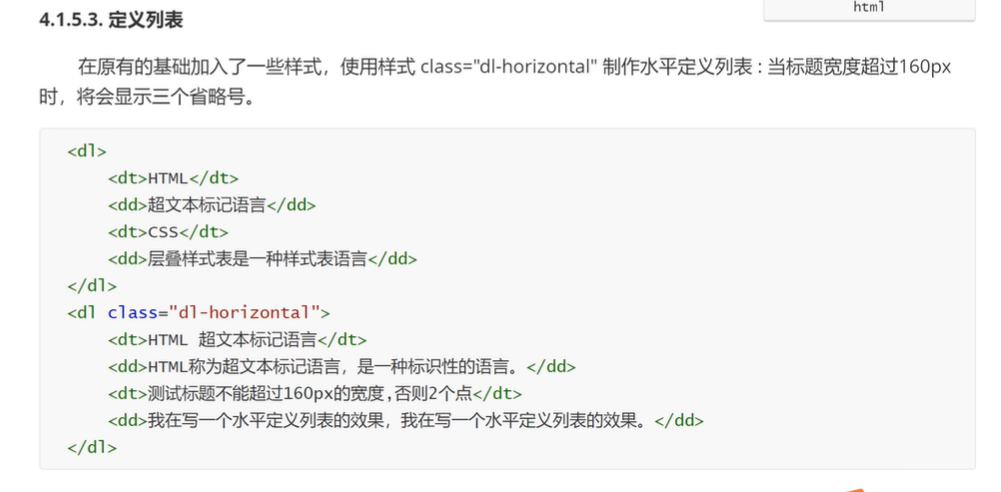 html
4.1.5.3. 定义列表
在原有的基础加入了一些样式，使用样式 class="dl-horizontal" 制作水平定义列表 : 当标题宽度超过160px
时，将会显示三个省略号。
<dl>
<dt>HTML</dt>
<dd>超文本标记语言</dd>
<dt>CSS</dt>
<dd>层叠样式表是一种样式表语言</dd>
</dl>
<dl class="dl-horizontal">
<dt>HTML 超文本标记语言</dt>
<dd>HTML称为超文本标记语言，是一种标识性的语言。</dd>
<dt>测试标题不能超过160px的宽度,否则2个点</dt>
<dd>我在写一个水平定义列表的效果，我在写一个水平定义列表的效果。</dd>
</dl>